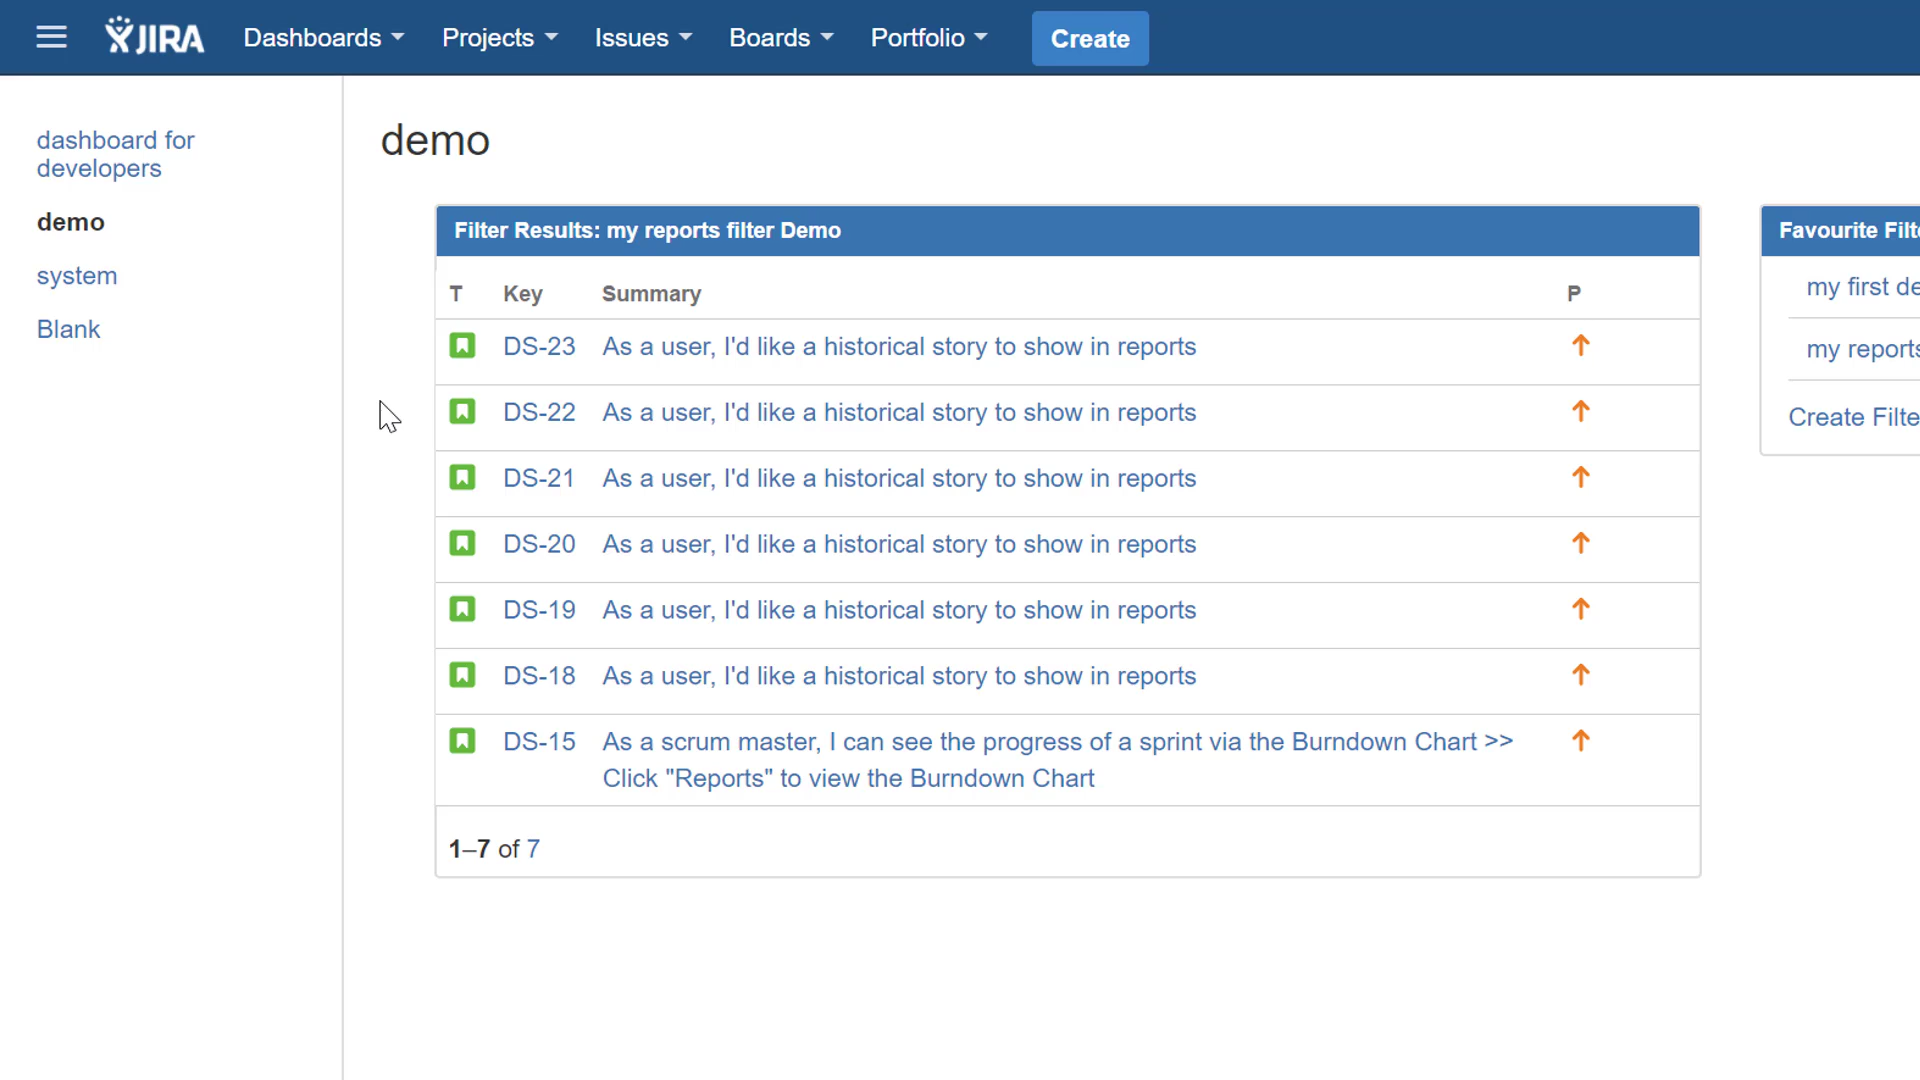 JIRA Dashboards Projects Issues Boards Portfolio Create
dashboard for
developers
demo
system
Blank
demo
Filter Results: my reports filter Demo
T Key Summary P
DS-23 As a user, I'd like a historical story to show in reports
DS-22 As a user, I'd like a historical story to show in reports
DS-21 As a user, I'd like a historical story to show in reports
DS-20 As a user, I'd like a historical story to show in reports
DS-19 As a user, I'd like a historical story to show in reports
DS-18 As a user, I'd like a historical story to show in reports
DS-15 As a scrum master, I can see the progress of a sprint via the Burndown Chart >>
Click "Reports" to view the Burndown Chart
1–7 of 7
Favourite
my first
my reports
Create